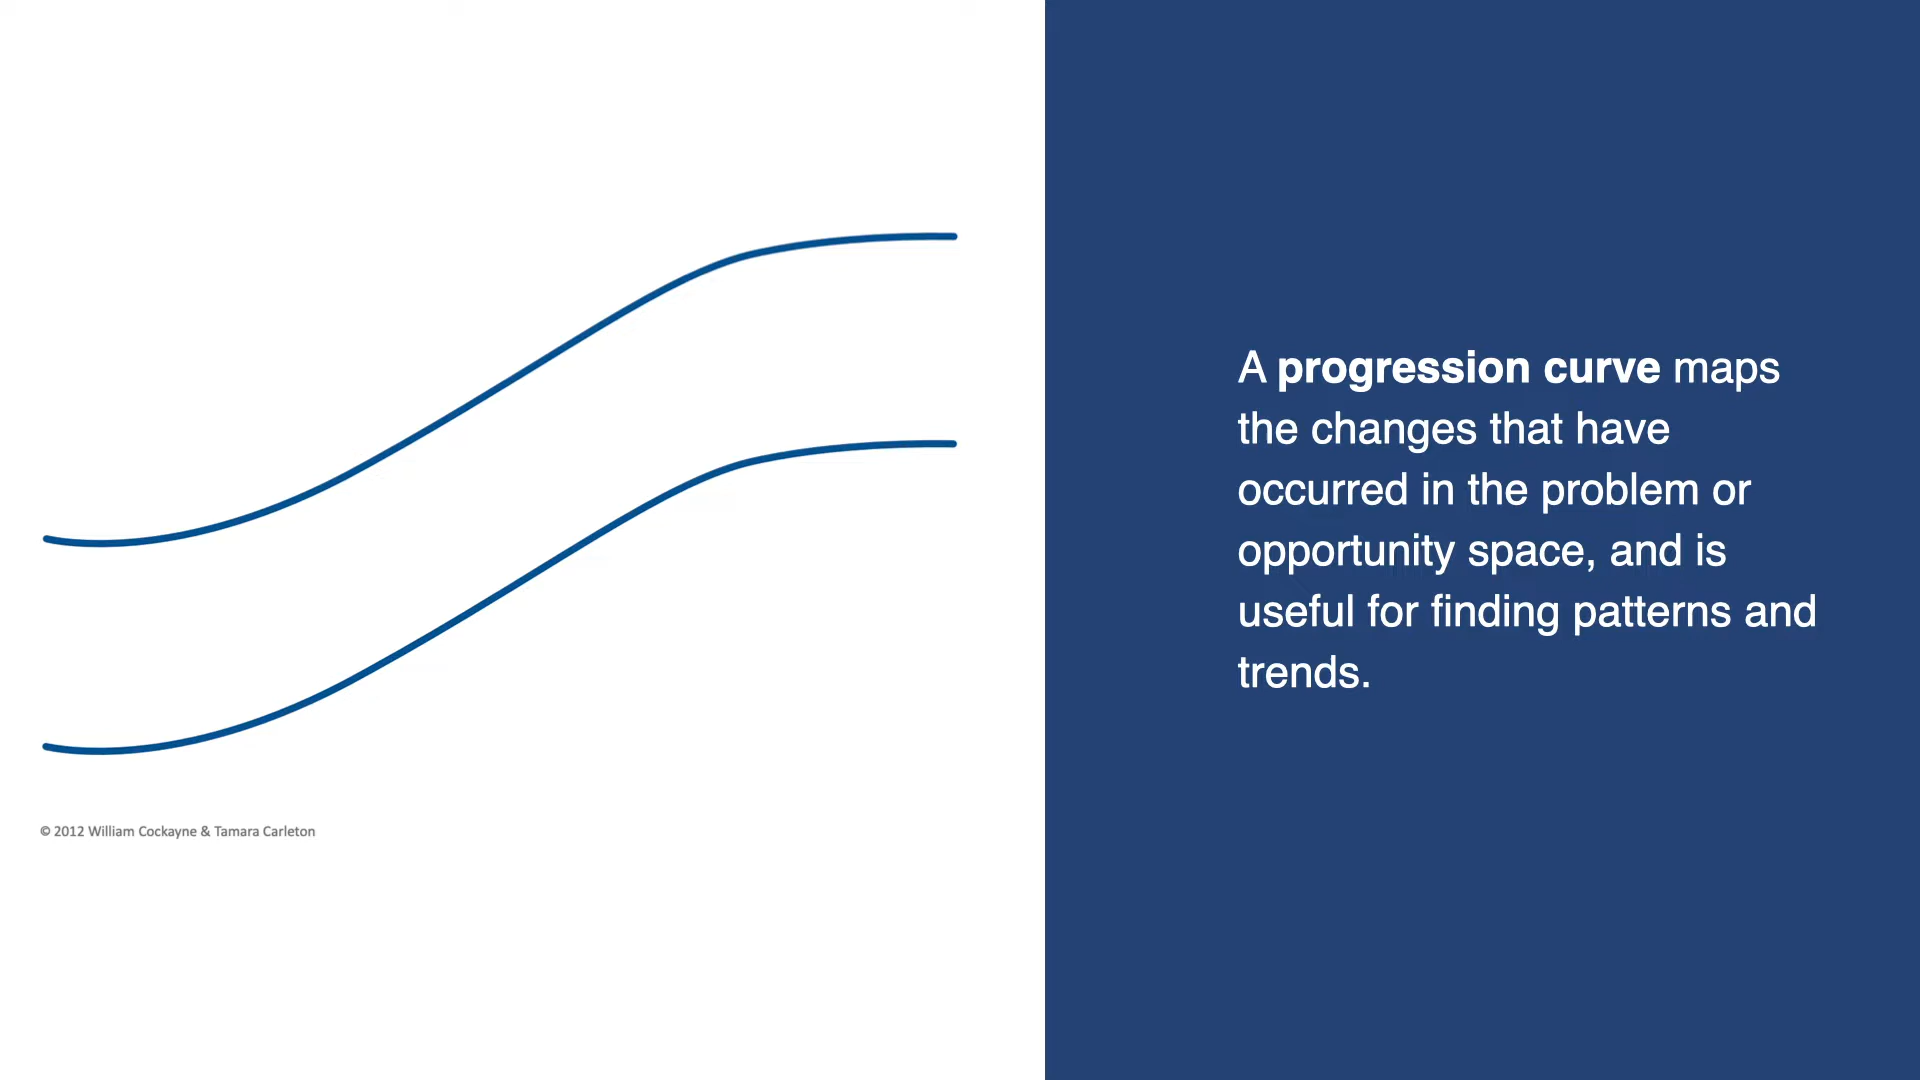 A progression curve maps
the changes that have
occurred in the problem or
opportunity space, and is
useful for finding patterns and
trends.
© 2012 William Cockayne & Tamara Carleton